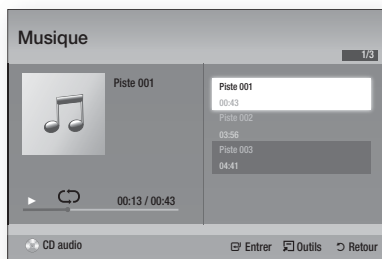 Musique
1/3
Piste 001
00:13 / 00:43
Piste 001
00:43
Piste 002
03:56
Piste 003
04:41
CD audio
Entrer Outils Retour